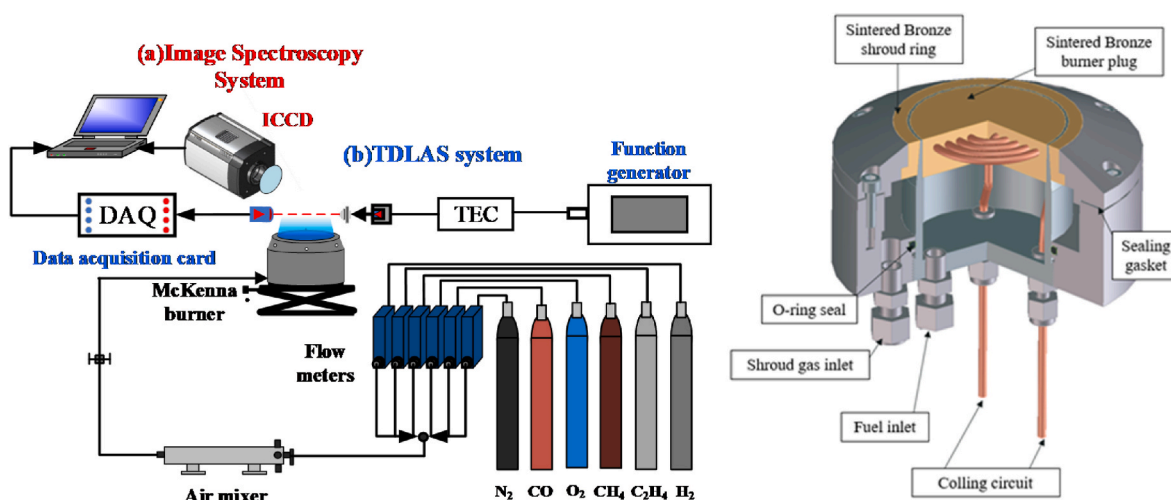 (a)Image Spectroscopy
System
ICCD
(b)TDLAS system
Function
generator
DAQ
TEC
Data acquisition card
McKenna
burner
Flow
meters
Air mixer
N₂ CO O₂ CH₄ C₂H₄ H₂
Sintered Bronze
shroud ring
Sintered Bronze
burner plug
Sealing
gasket
O-ring seal
Shroud gas inlet
Fuel inlet
Colling circuit